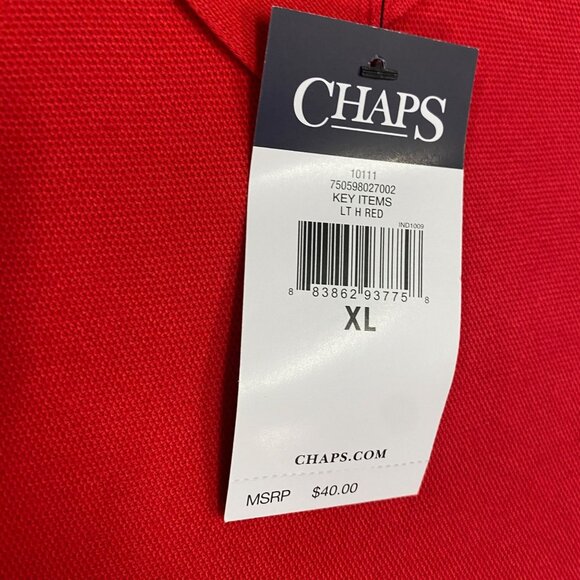 CHAPS
10111
750598027002
KEY ITEMS
LT H RED
IND1009
8 83862 93775 8
XL
CHAPS.COM
MSRP $40.00